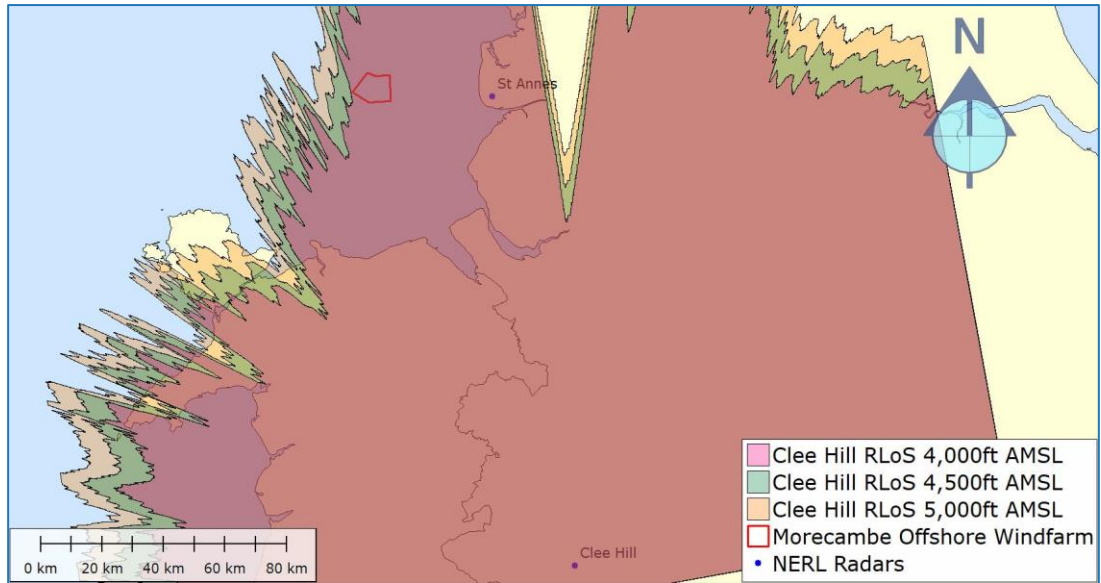 N
St Annes
Clee Hill
0 km 20 km 40 km 60 km 80 km
Clee Hill RLoS 4,000ft AMSL
Clee Hill RLoS 4,500ft AMSL
Clee Hill RLoS 5,000ft AMSL
Morecambe Offshore Windfarm
NERL Radars